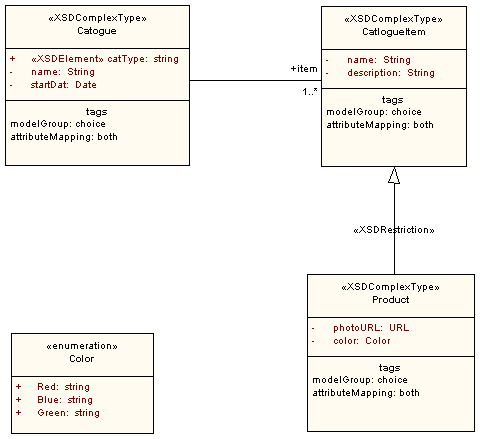 «XSDComplexType»
Catogue
+ «XSDElement» catType: string
- name: String
- startDat: Date
tags
modelGroup: choice
attributeMapping: both
+item
1..*
«XSDComplexType»
CatlogueItem
- name: String
- description: String
tags
modelGroup: choice
attributeMapping: both
«XSDRestriction»
«XSDComplexType»
Product
- photoURL: URL
- color: Color
tags
modelGroup: choice
attributeMapping: both
«enumeration»
Color
+ Red: string
+ Blue: string
+ Green: string